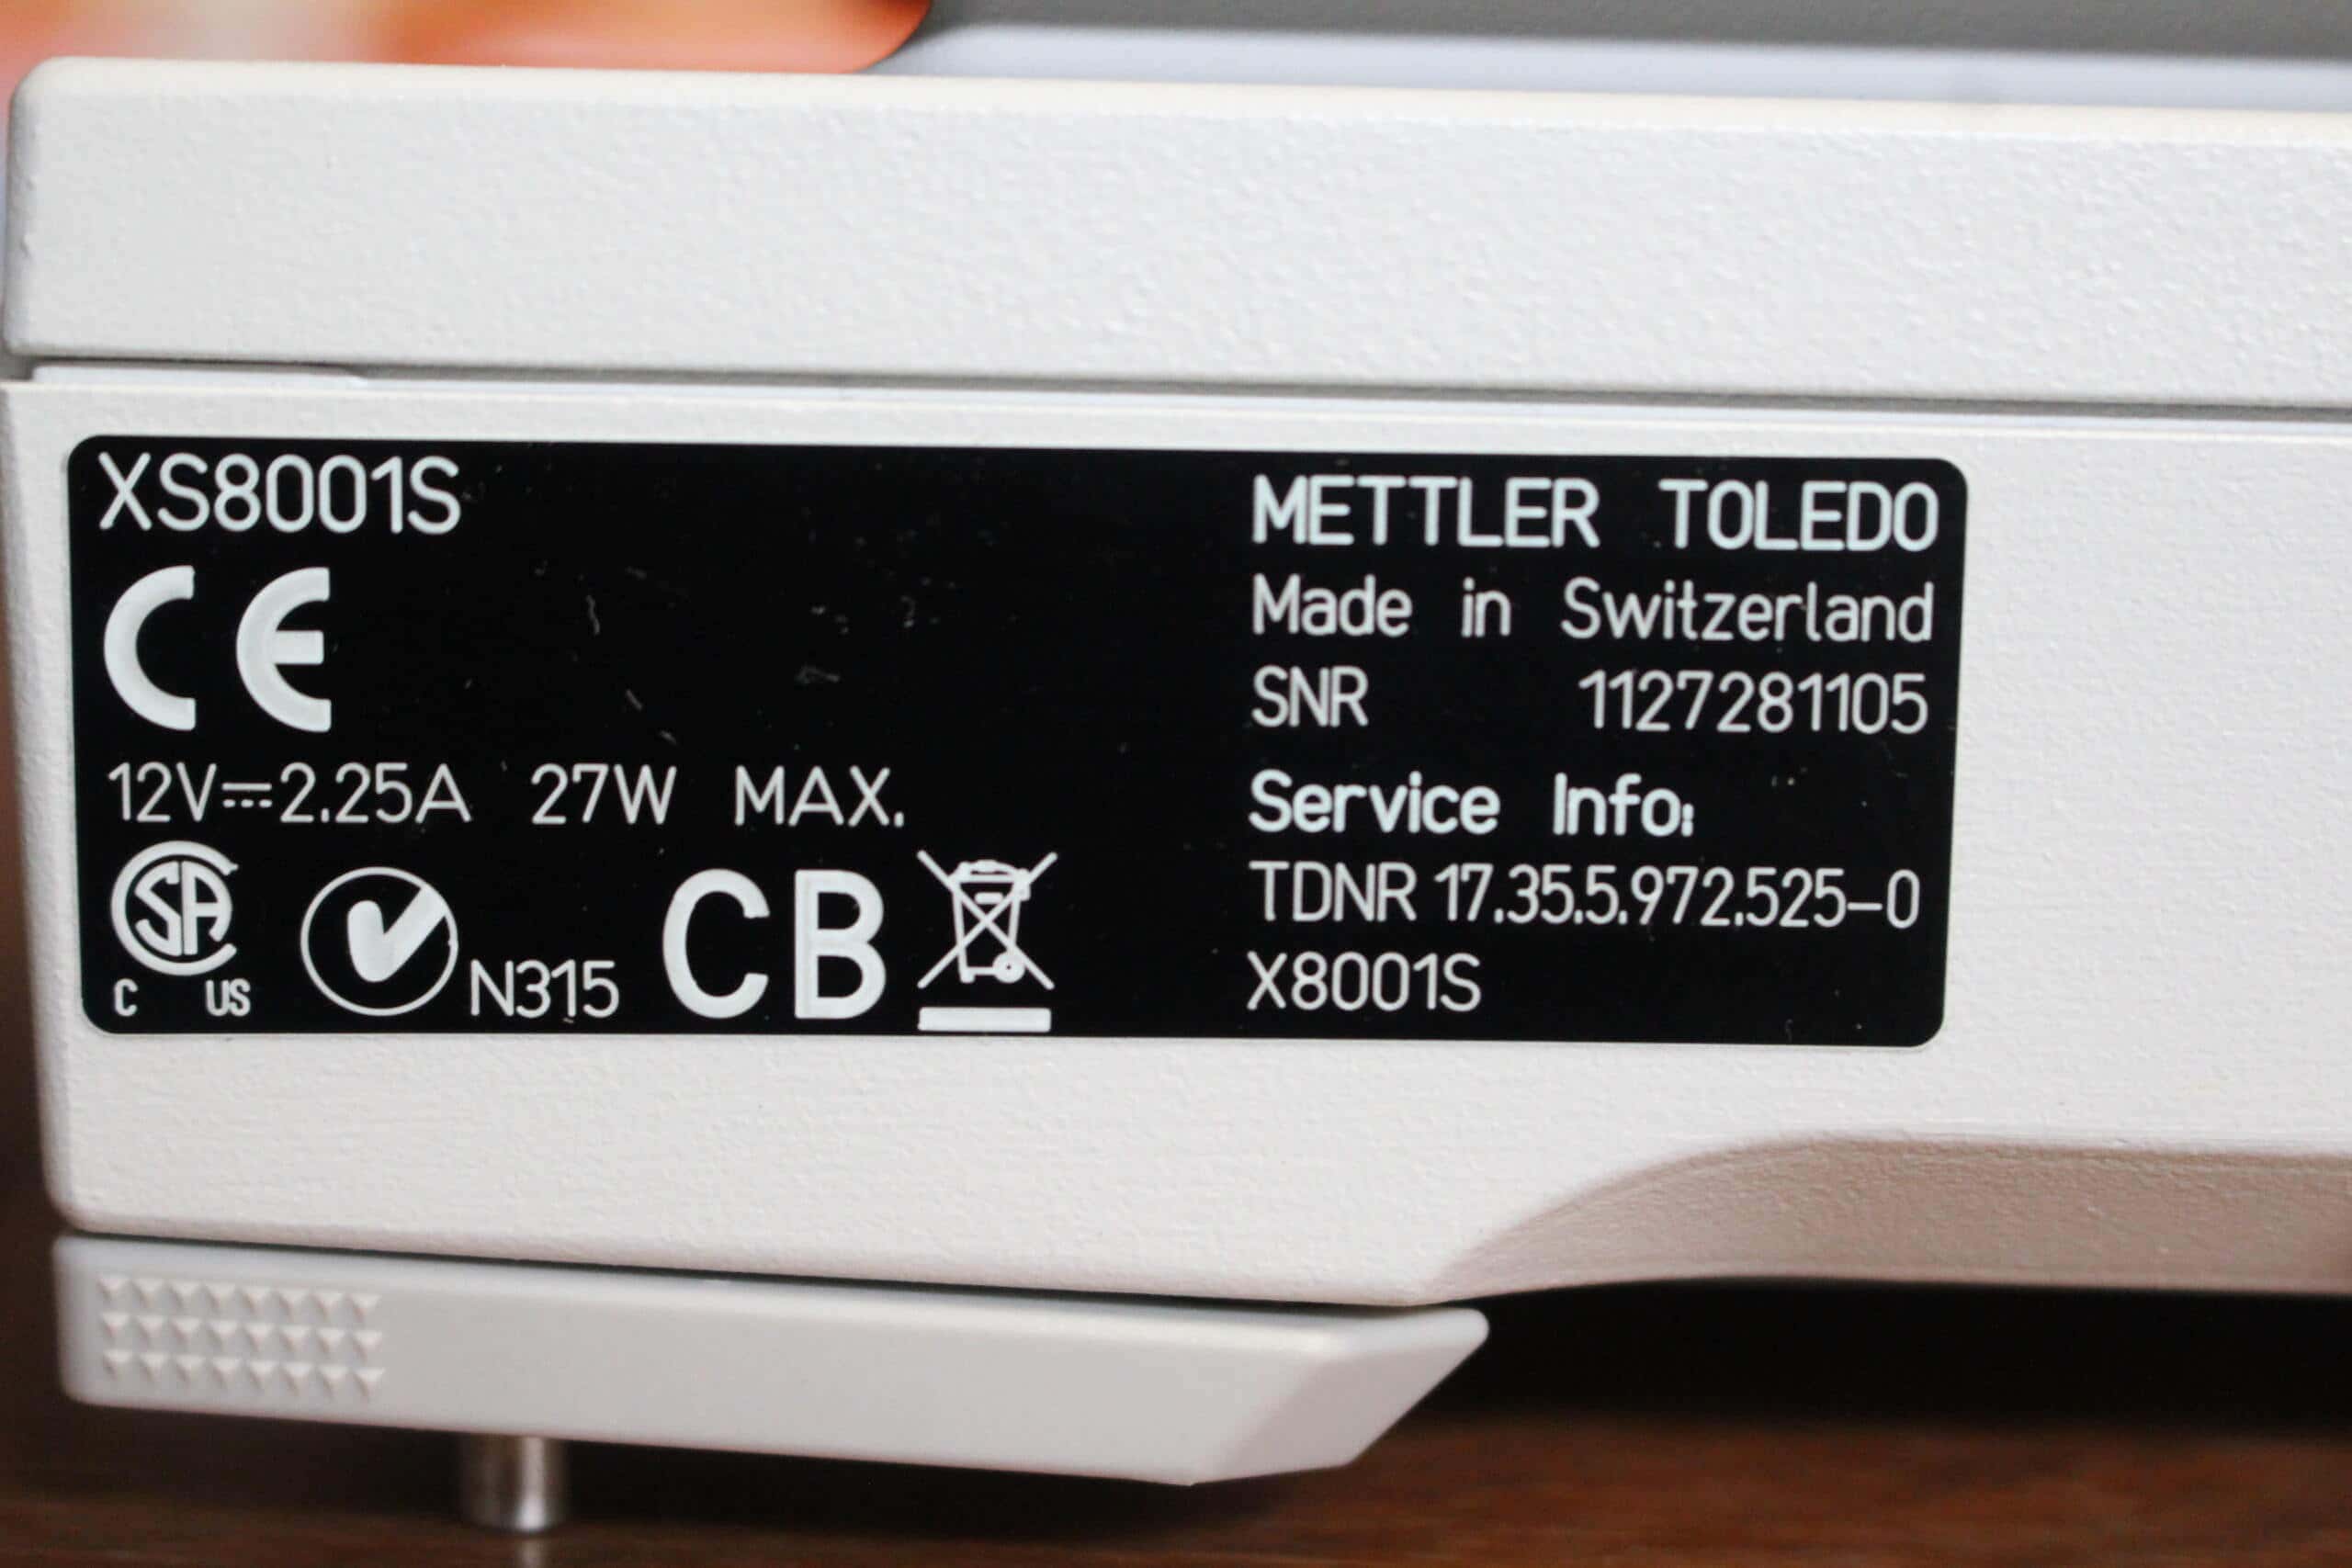 XS8001S
CE
12V⎓2.25A 27W MAX.
SA
C US
N315
CB
METTLER TOLEDO
Made in Switzerland
SNR 1127281105
Service Info:
TDNR 17.35.5.972.525-0
X8001S